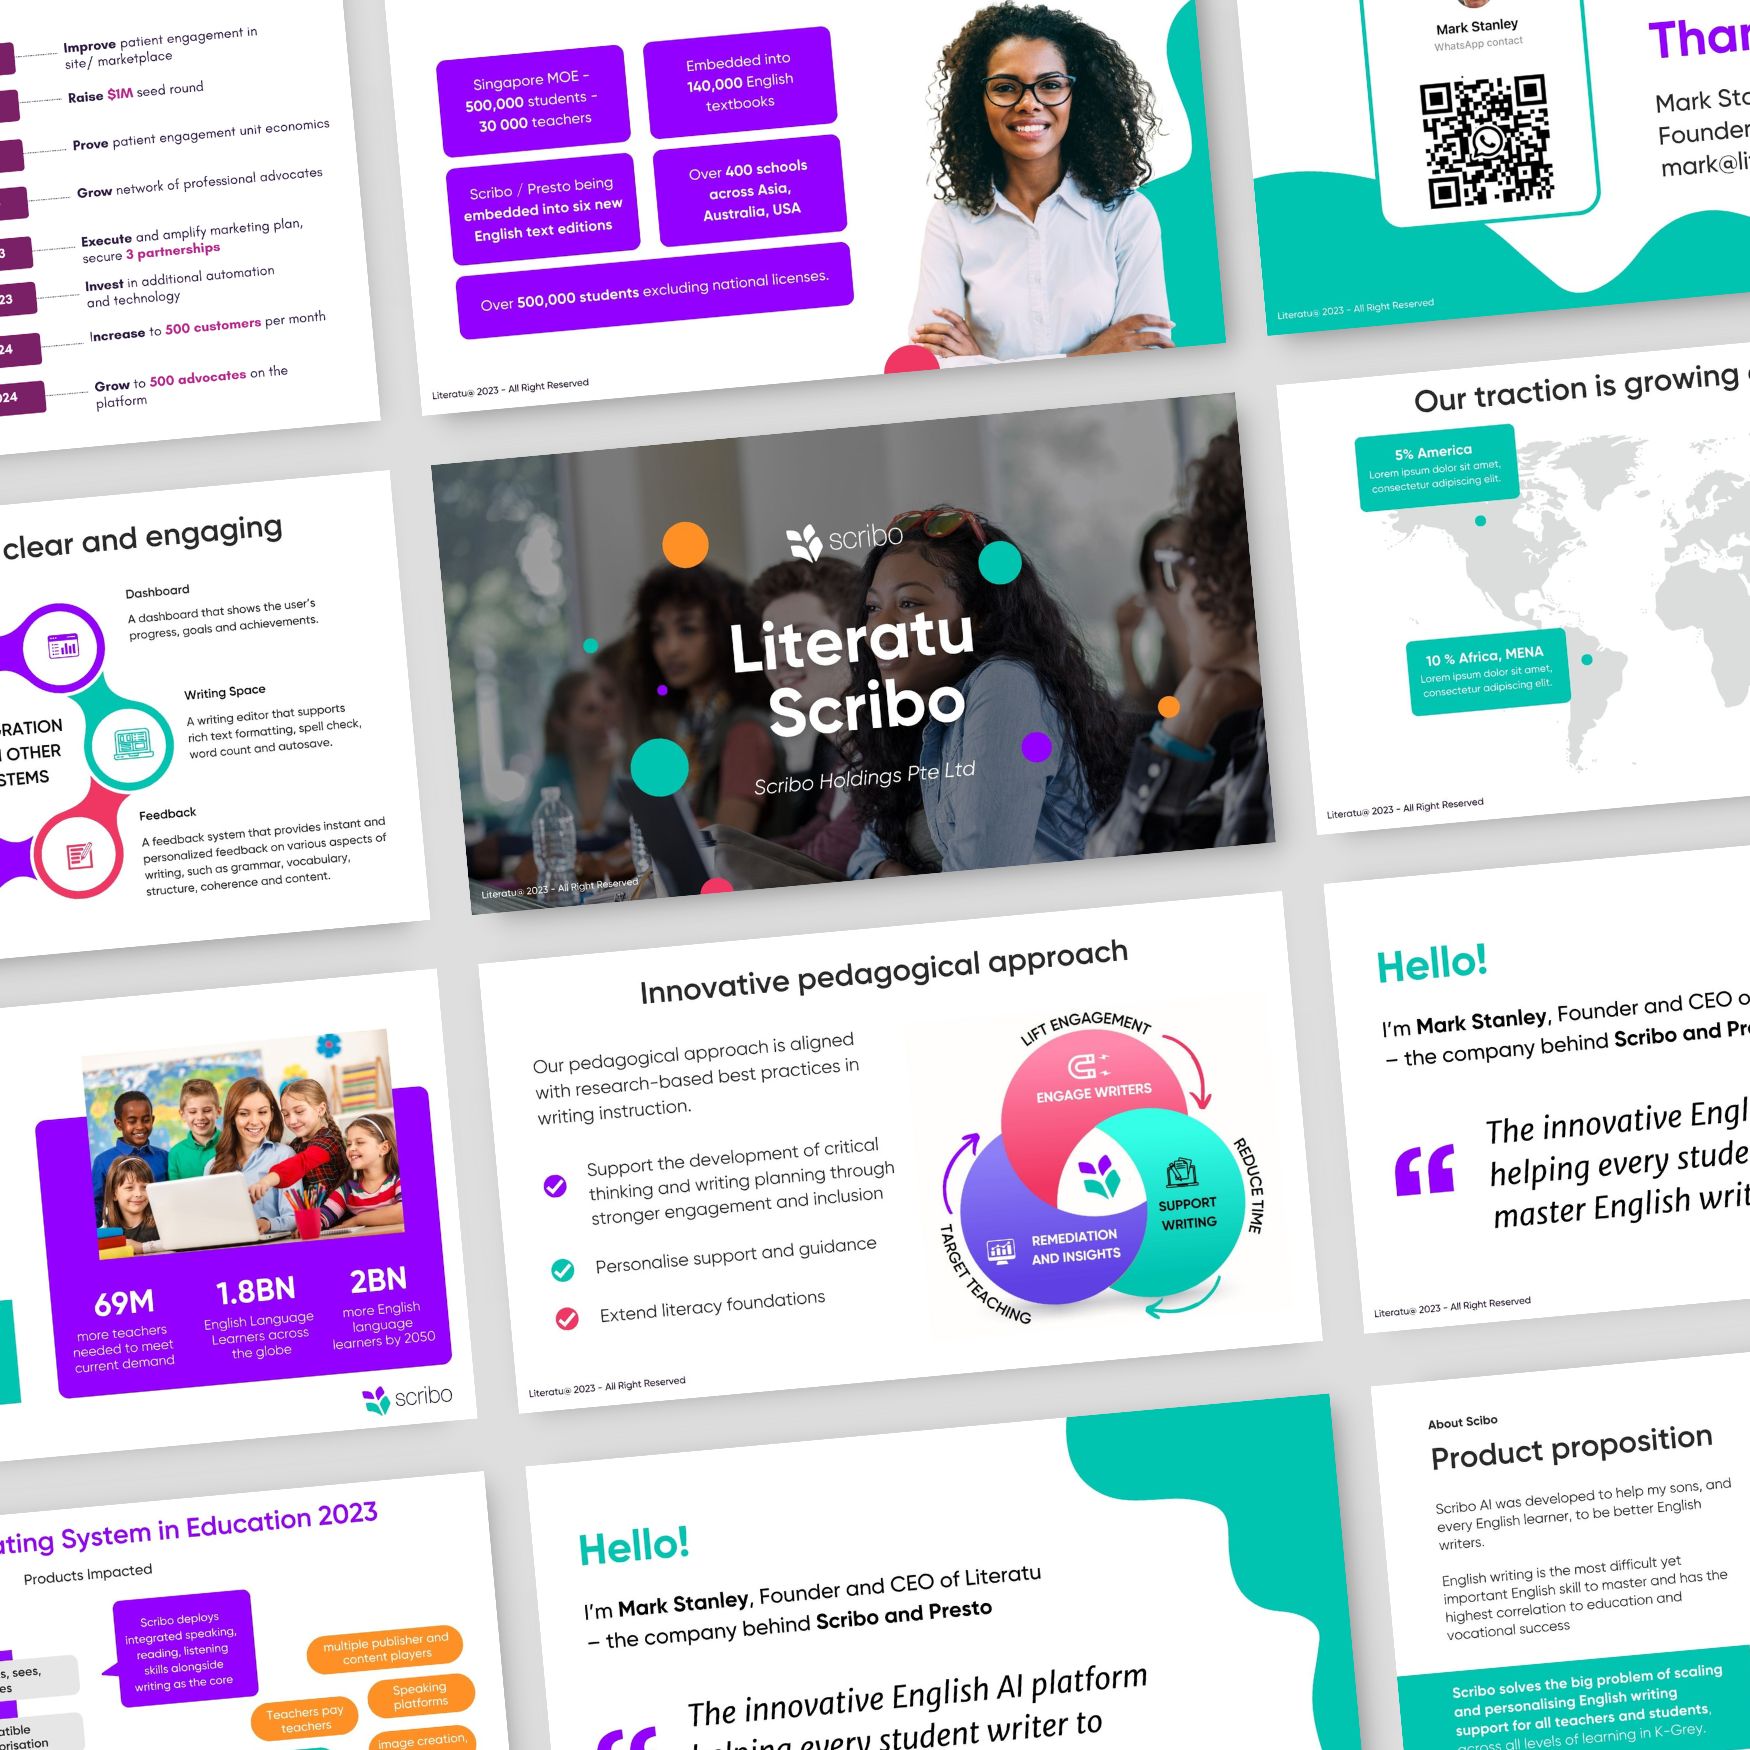 Improve patient engagement in
site/ marketplace
Raise $1M seed round
Prove patient engagement unit economics
Grow network of professional advocates
3
Execute and amplify marketing plan,
secure 3 partnerships
23
Invest in additional automation
and technology
24
Increase to 500 customers per month
024
Grow to 500 advocates on the
platform
Singapore MOE -
500,000 students -
30 000 teachers
Embedded into
140,000 English
textbooks
Scribo / Presto being
embedded into six new
English text editions
Over 400 schools
across Asia,
Australia, USA
Over 500,000 students excluding national licenses.
Literatu@ 2023 - All Right Reserved
Mark Stanley
WhatsApp contact
Than
Mark Sta
Founder
mark@li
Literatu@ 2023 - All Right Reserved
clear and engaging
Dashboard
A dashboard that shows the user's
progress, goals and achievements.
GRATION
OTHER
STEMS
Writing Space
A writing editor that supports
rich text formatting, spell check,
word count and autosave.
Feedback
A feedback system that provides instant and
personalized feedback on various aspects of
writing, such as grammar, vocabulary,
structure, coherence and content.
scribo
Literatu
Scribo
Scribo Holdings Pte Ltd
Literatu@ 2023 - All Right Reserved
Our traction is growing
5% America
Lorem ipsum dolor sit amet,
consectetur adipiscing elit.
10 % Africa, MENA
Lorem ipsum dolor sit amet,
consectetur adipiscing elit.
Literatu@ 2023 - All Right Reserved
69M
more teachers
needed to meet
current demand
1.8BN
English Language
Learners across
the globe
2BN
more English
language
learners by 2050
scribo
Innovative pedagogical approach
Our pedagogical approach is aligned
with research-based best practices in
writing instruction.
Support the development of critical
thinking and writing planning through
stronger engagement and inclusion
Personalise support and guidance
Extend literacy foundations
LIFT ENGAGEMENT
ENGAGE WRITERS
REDUCE TIME
SUPPORT
WRITING
REMEDIATION
AND INSIGHTS
TARGET TEACHING
Literatu@ 2023 - All Right Reserved
Hello!
I'm Mark Stanley, Founder and CEO o
– the company behind Scribo and Pr
“
The innovative Engl
helping every stude
master English writ
Literatu@ 2023 - All Right Reserved
ating System in Education 2023
Products Impacted
Scribo deploys
integrated speaking,
reading, listening
skills alongside
writing as the core
s, sees,
es
atible
orisation
multiple publisher and
content players
Speaking
platforms
Teachers pay
teachers
image creation,
Hello!
I'm Mark Stanley, Founder and CEO of Literatu
– the company behind Scribo and Presto
“
The innovative English AI platform
helping every student writer to
About Scibo
Product proposition
Scribo AI was developed to help my sons, and
every English learner, to be better English
writers.
English writing is the most difficult yet
important English skill to master and has the
highest correlation to education and
vocational success
Scribo solves the big problem of scaling
and personalising English writing
support for all teachers and students,
across all levels of learning in K-Grey.